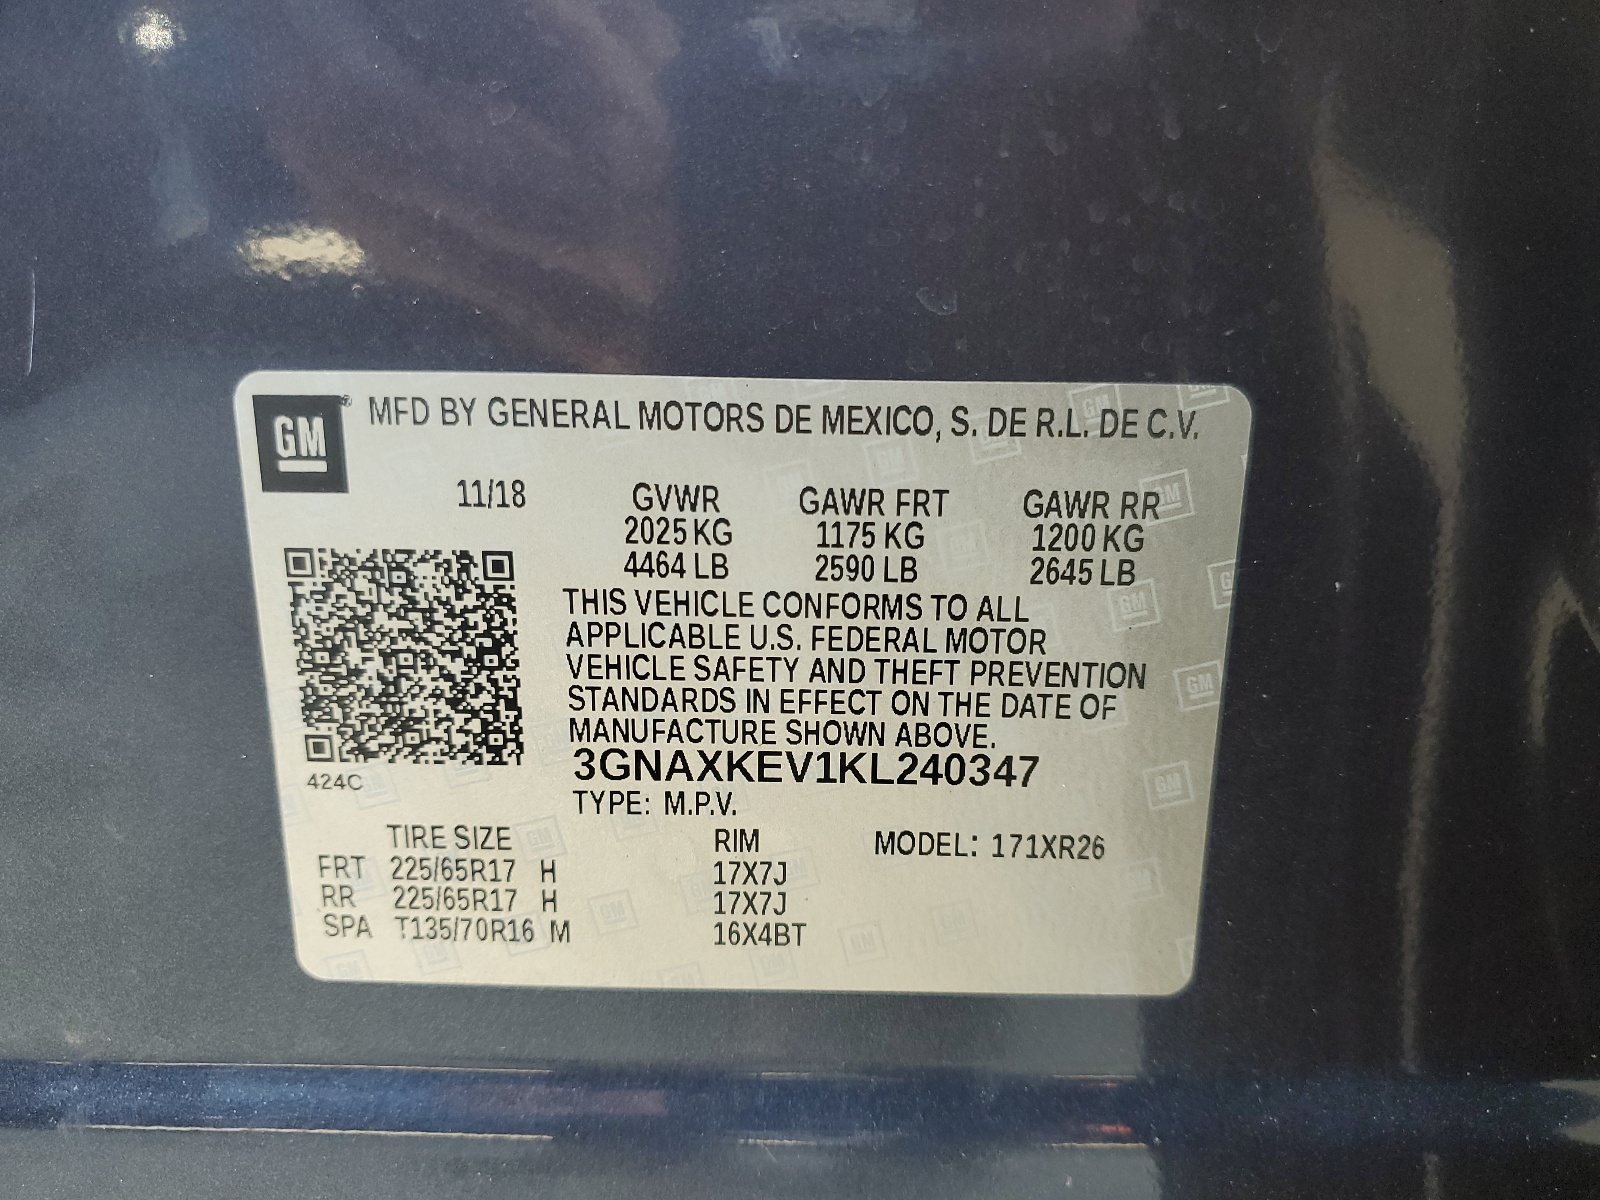 GM ® MFD BY GENERAL MOTORS DE MEXICO, S. DE R.L. DE C.V.
11/18 GVWR GAWR FRT GAWR RR
2025 KG 1175 KG 1200 KG
4464 LB 2590 LB 2645 LB
THIS VEHICLE CONFORMS TO ALL
APPLICABLE U.S. FEDERAL MOTOR
VEHICLE SAFETY AND THEFT PREVENTION
STANDARDS IN EFFECT ON THE DATE OF
MANUFACTURE SHOWN ABOVE.
3GNAXKEV1KL240347
424C
TYPE: M.P.V.
TIRE SIZE RIM MODEL: 171XR26
FRT 225/65R17 H 17X7J
RR 225/65R17 H 17X7J
SPA T135/70R16 M 16X4BT